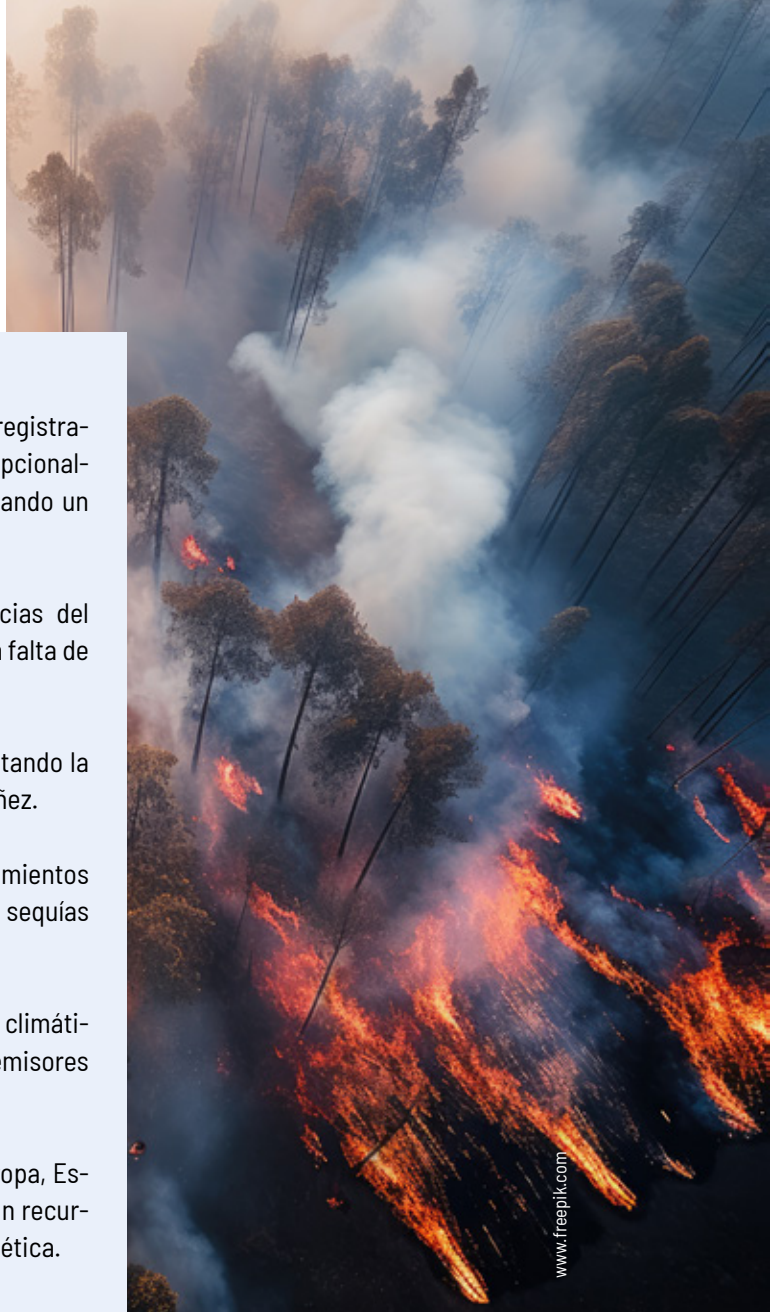 registra-
pcional-
ando un
cias del
falta de
tando la
ñez.
mientos
sequías
climáti-
emisores
opa, Es-
n recur-
ética.
www.freepik.com